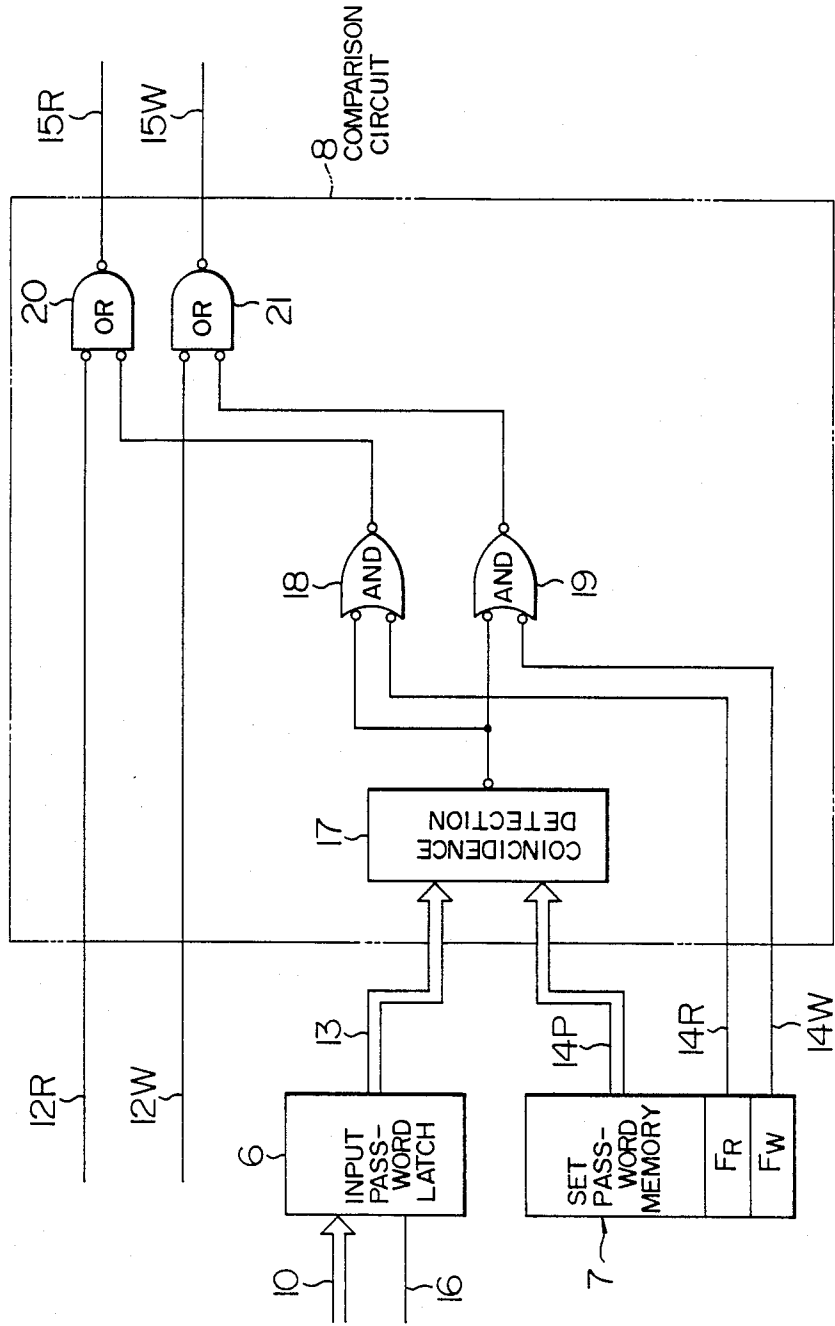 15R
15W
8
COMPARISON
CIRCUIT
20
OR
OR
21
18
AND
AND
19
17
COINCIDENCE
DETECTION
12R
12W
13
14P
14R
14W
6
INPUT
PASS-
WORD
LATCH
10
16
SET
PASS-
WORD
MEMORY
FR
FW
7